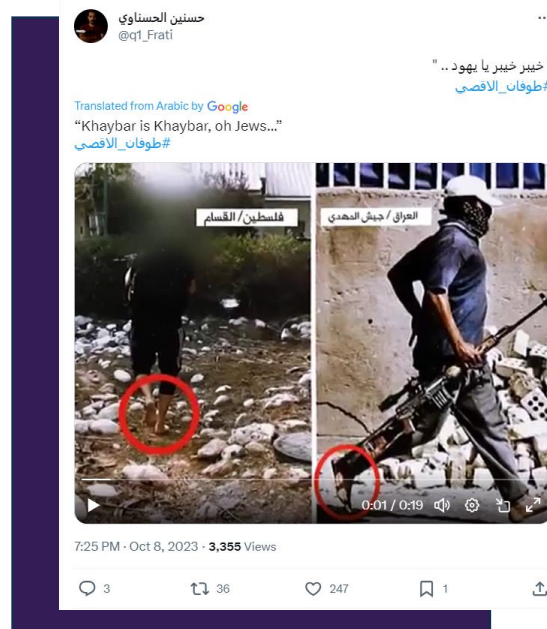 حسنين الحسناوي
@q1_Frati
خيبر خيبر يا يهود .. "
#طوفان_الاقصي
Translated from Arabic by Google
“Khaybar is Khaybar, oh Jews...”
#طوفان_الاقصي
فلسطين/ القسام
العراق / جيش المهدي
0:01 / 0:19
7:25 PM · Oct 8, 2023 · 3,355 Views
3 36 247 1